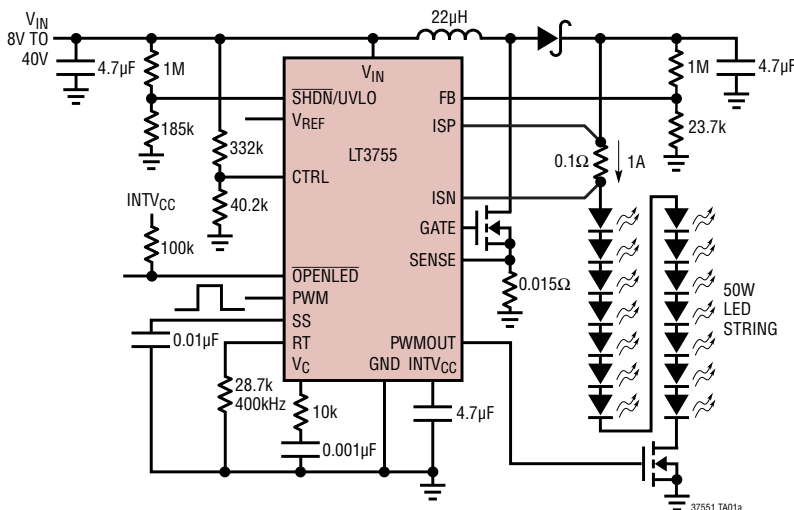 22µH
VIN
8V TO
40V
4.7µF
1M
VIN
1M
4.7µF
SHDN/UVLO
FB
VREF
ISP
185k
332k
LT3755
23.7k
0.1Ω
1A
CTRL
ISN
INTVCC
40.2k
GATE
100k
SENSE
OPENLED
0.015Ω
50W
LED
STRING
PWM
SS
0.01µF
RT
PWMOUT
VC
GND
INTVCC
28.7k
400kHz
10k
4.7µF
0.001µF
37551 TA01a